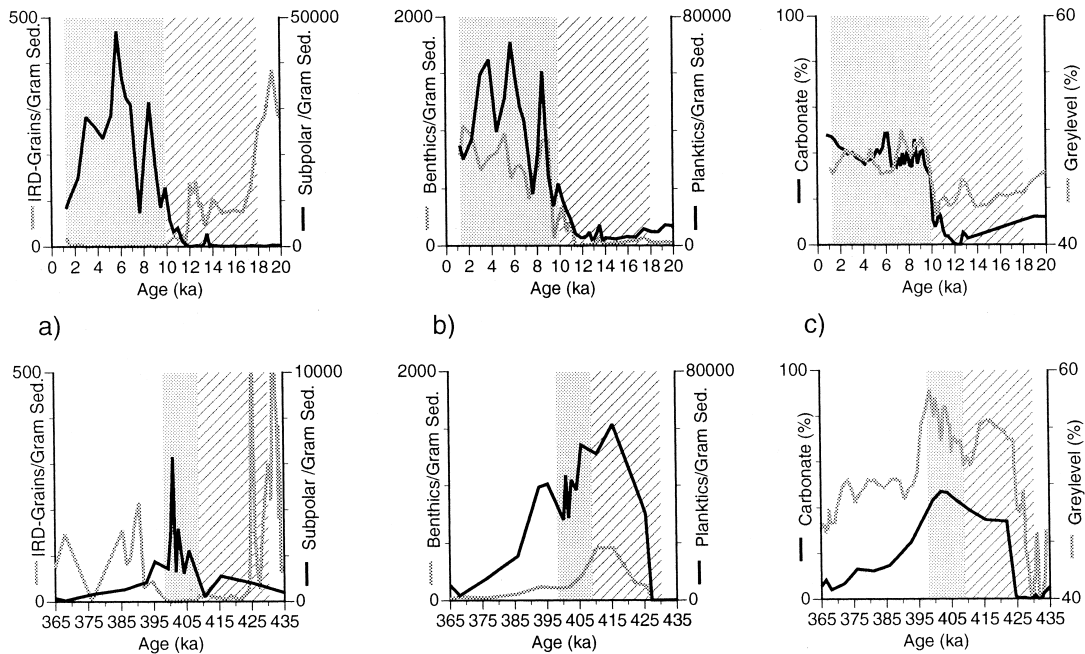 500
50000
IRD-Grains/Gram Sed.
Subpolar /Gram Sed.
0
0
0 2 4 6 8 10 12 14 16 18 20
Age (ka)
2000
80000
Benthics/Gram Sed.
Planktics/Gram Sed.
0
0
0 2 4 6 8 10 12 14 16 18 20
Age (ka)
100
60
Carbonate (%)
Greylevel (%)
0
40
0 2 4 6 8 10 12 14 16 18 20
Age (ka)
a)
b)
c)
500
10000
IRD-Grains/Gram Sed.
Subpolar /Gram Sed.
0
0
365 375 385 395 405 415 425 435
Age (ka)
2000
80000
Benthics/Gram Sed.
Planktics/Gram Sed.
0
0
365 375 385 395 405 415 425 435
Age (ka)
100
60
Carbonate (%)
Greylevel (%)
0
40
365 375 385 395 405 415 425 435
Age (ka)